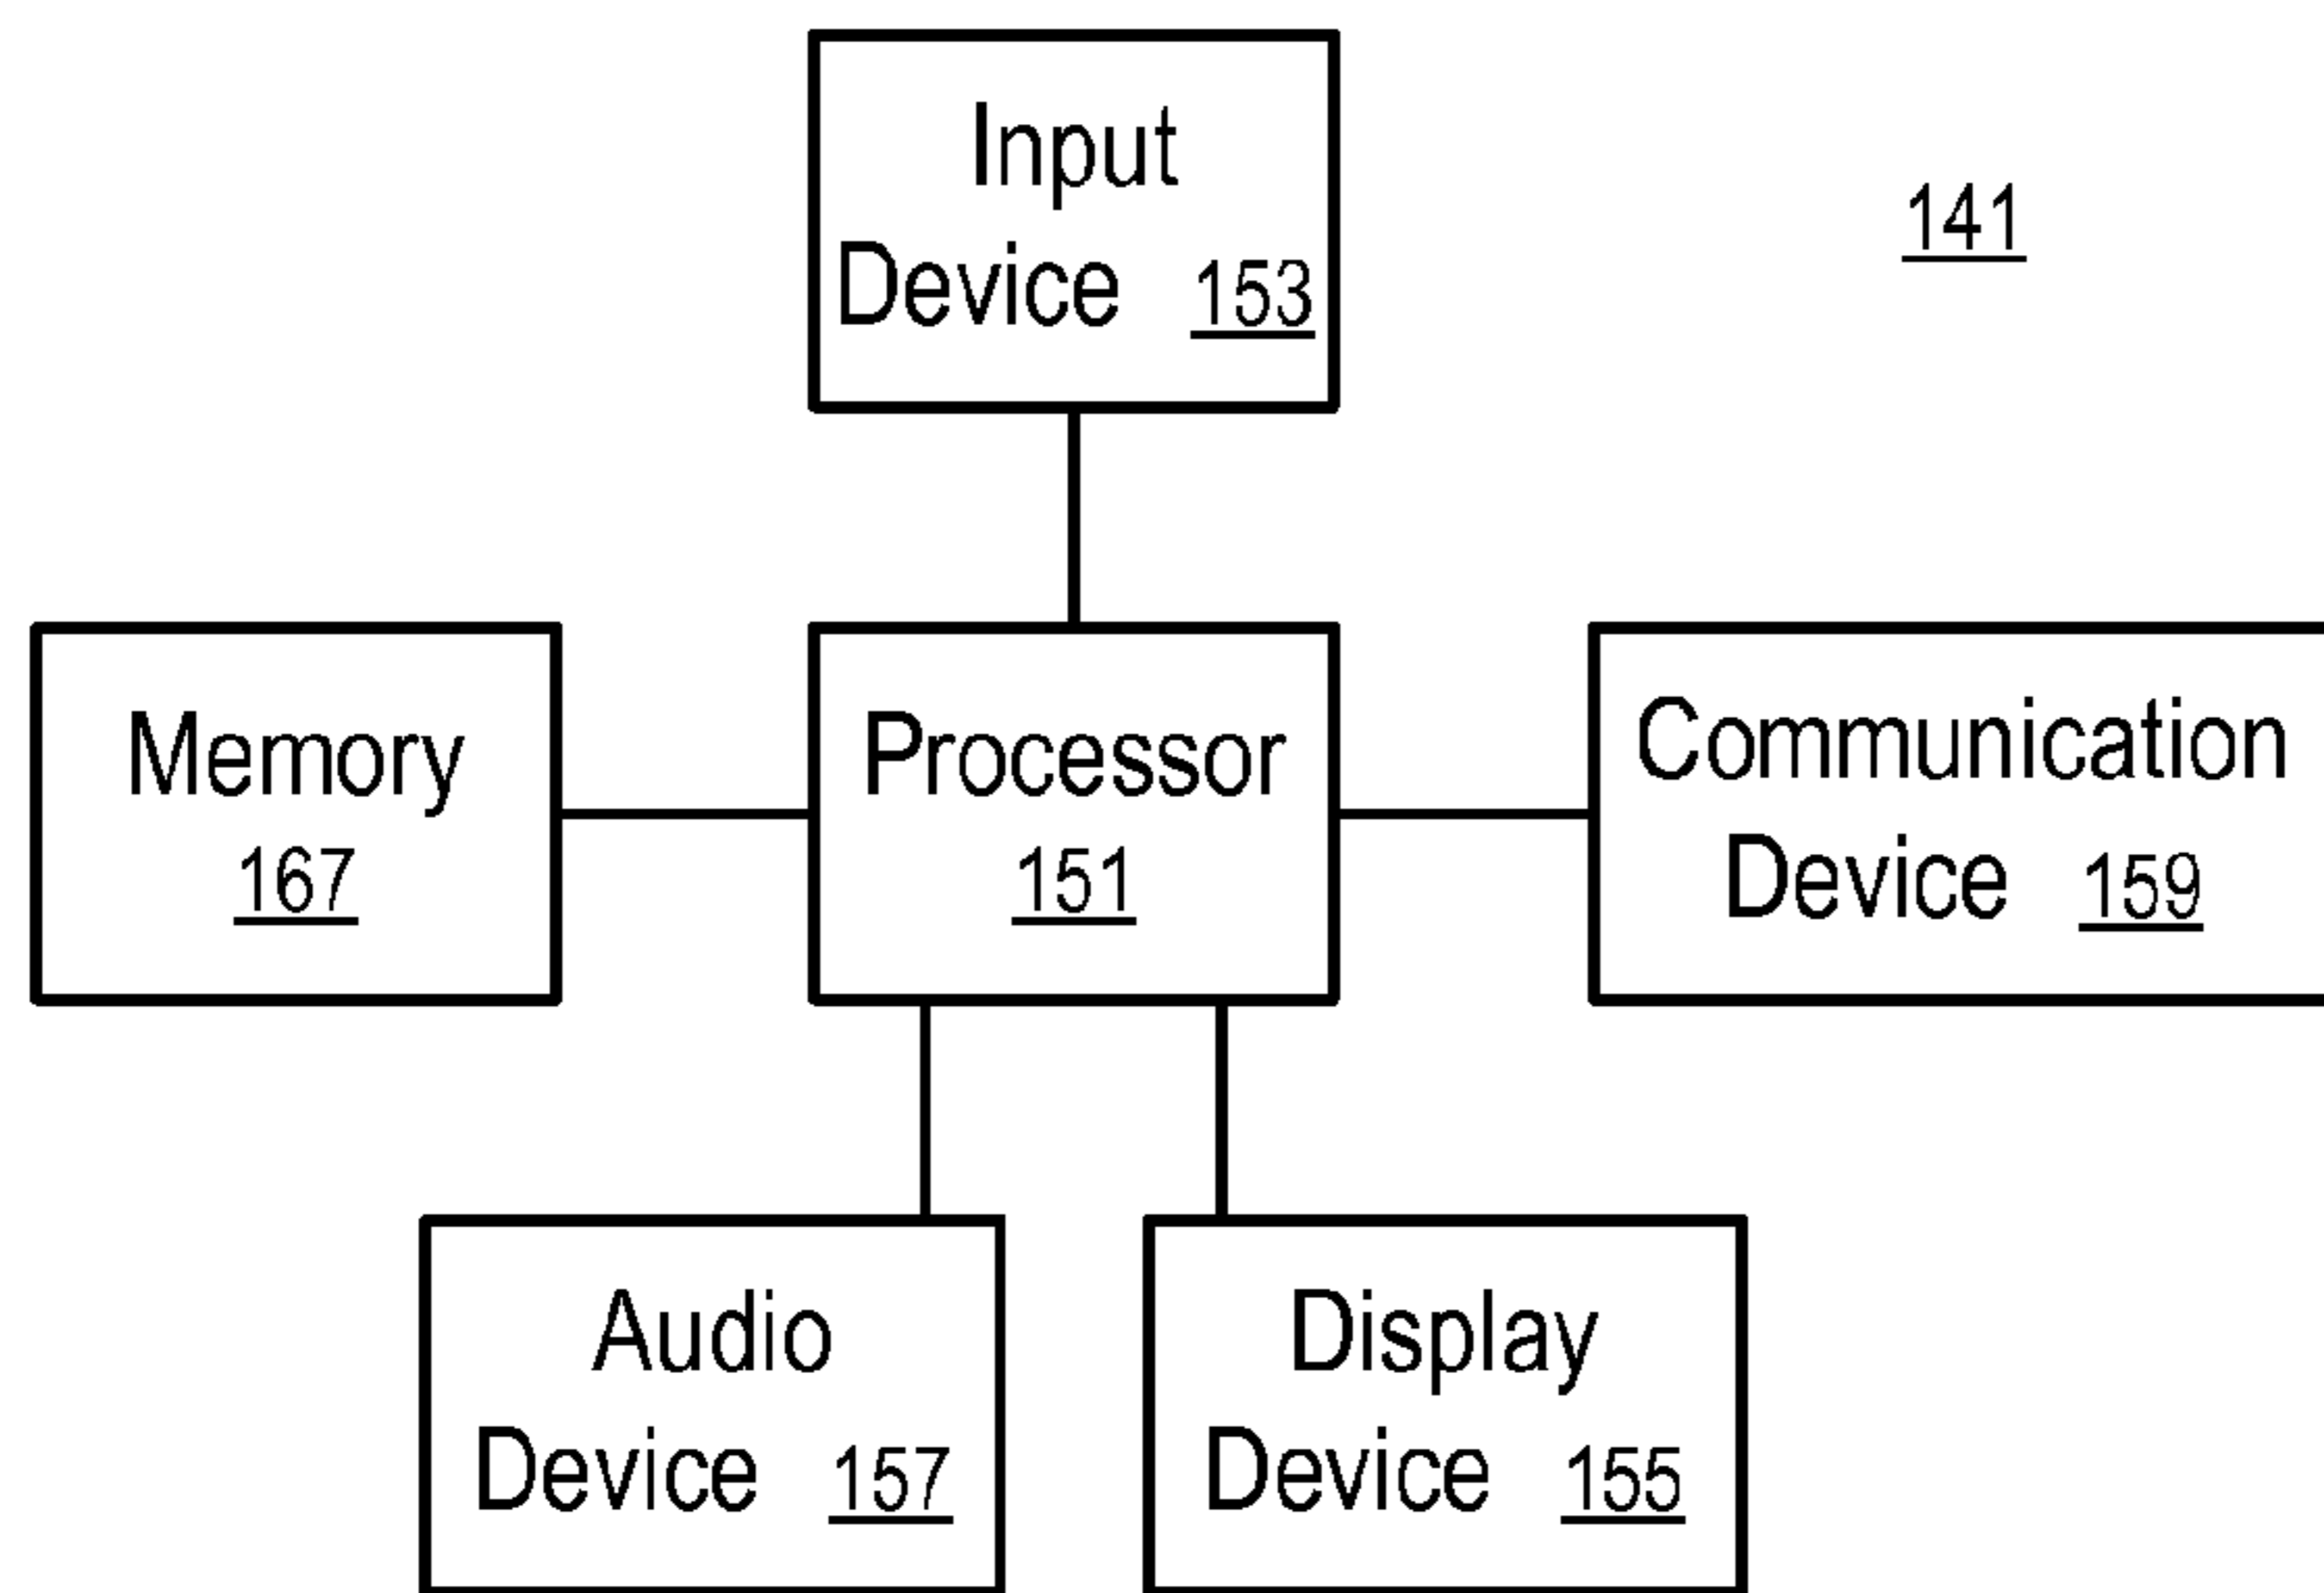 Input
Device 153
141
Memory
167
Processor
151
Communication
Device 159
Audio
Device 157
Display
Device 155